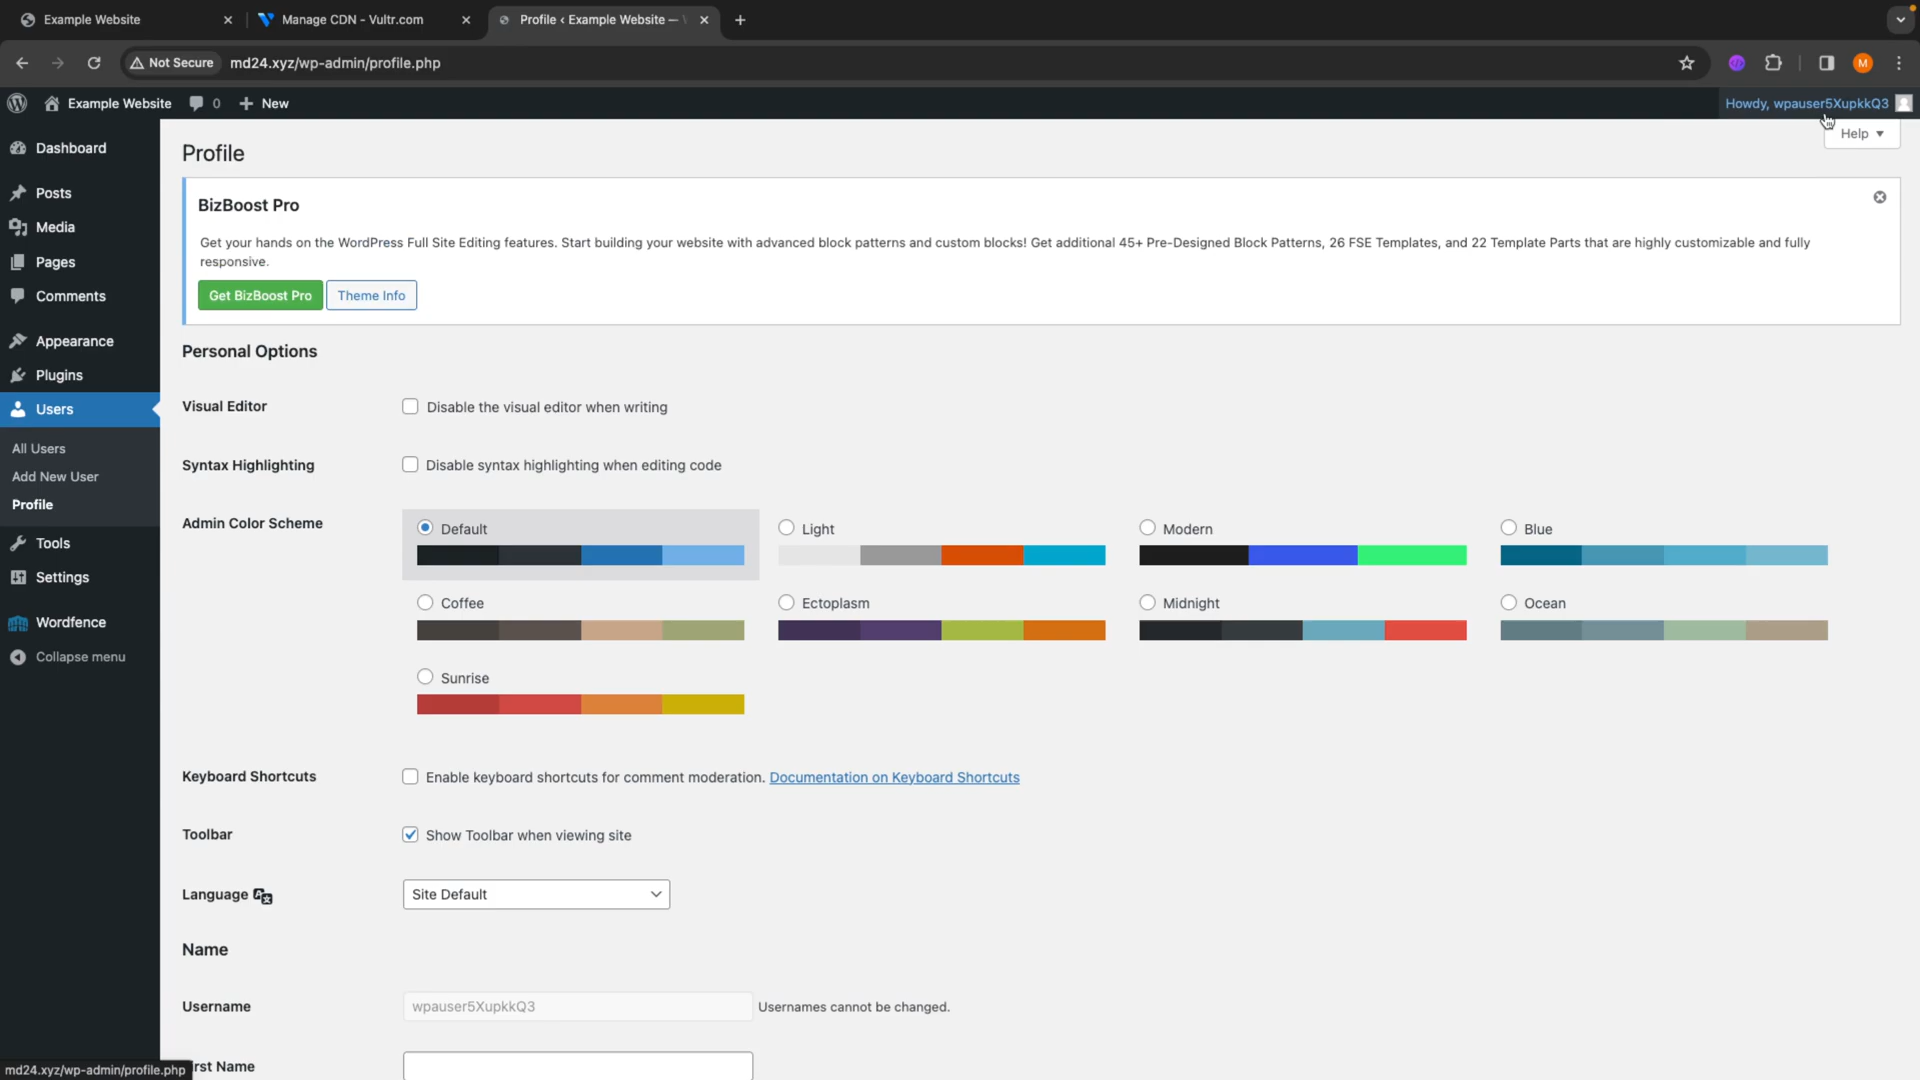 Example Website
Manage CDN - Vultr.com
Profile ‹ Example Website —
Not Secure
md24.xyz/wp-admin/profile.php
M
Example Website
0
New
Howdy, wpauser5XupkkQ3
Help
Dashboard
Posts
Media
Pages
Comments
Appearance
Plugins
Users
All Users
Add New User
Profile
Tools
Settings
Wordfence
Collapse menu
Profile
BizBoost Pro
Get your hands on the WordPress Full Site Editing features. Start building your website with advanced block patterns and custom blocks! Get additional 45+ Pre-Designed Block Patterns, 26 FSE Templates, and 22 Template Parts that are highly customizable and fully
responsive.
Get BizBoost Pro
Theme Info
Personal Options
Visual Editor
Disable the visual editor when writing
Syntax Highlighting
Disable syntax highlighting when editing code
Admin Color Scheme
Default
Light
Modern
Blue
Coffee
Ectoplasm
Midnight
Ocean
Sunrise
Keyboard Shortcuts
Enable keyboard shortcuts for comment moderation. Documentation on Keyboard Shortcuts
Toolbar
Show Toolbar when viewing site
Language
Site Default
Name
Username
wpauser5XupkkQ3
Usernames cannot be changed.
rst Name
md24.xyz/wp-admin/profile.php